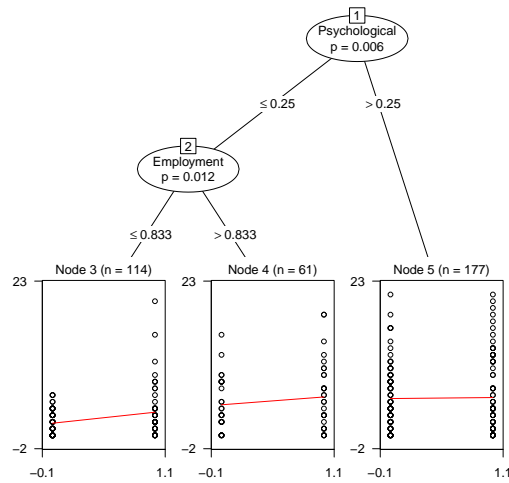 1
Psychological
p = 0.006
≤ 0.25
> 0.25
2
Employment
p = 0.012
≤ 0.833
> 0.833
Node 3 (n = 114)
Node 4 (n = 61)
Node 5 (n = 177)
23
23
23
−2
−2
−2
−0.1
1.1
−0.1
1.1
−0.1
1.1